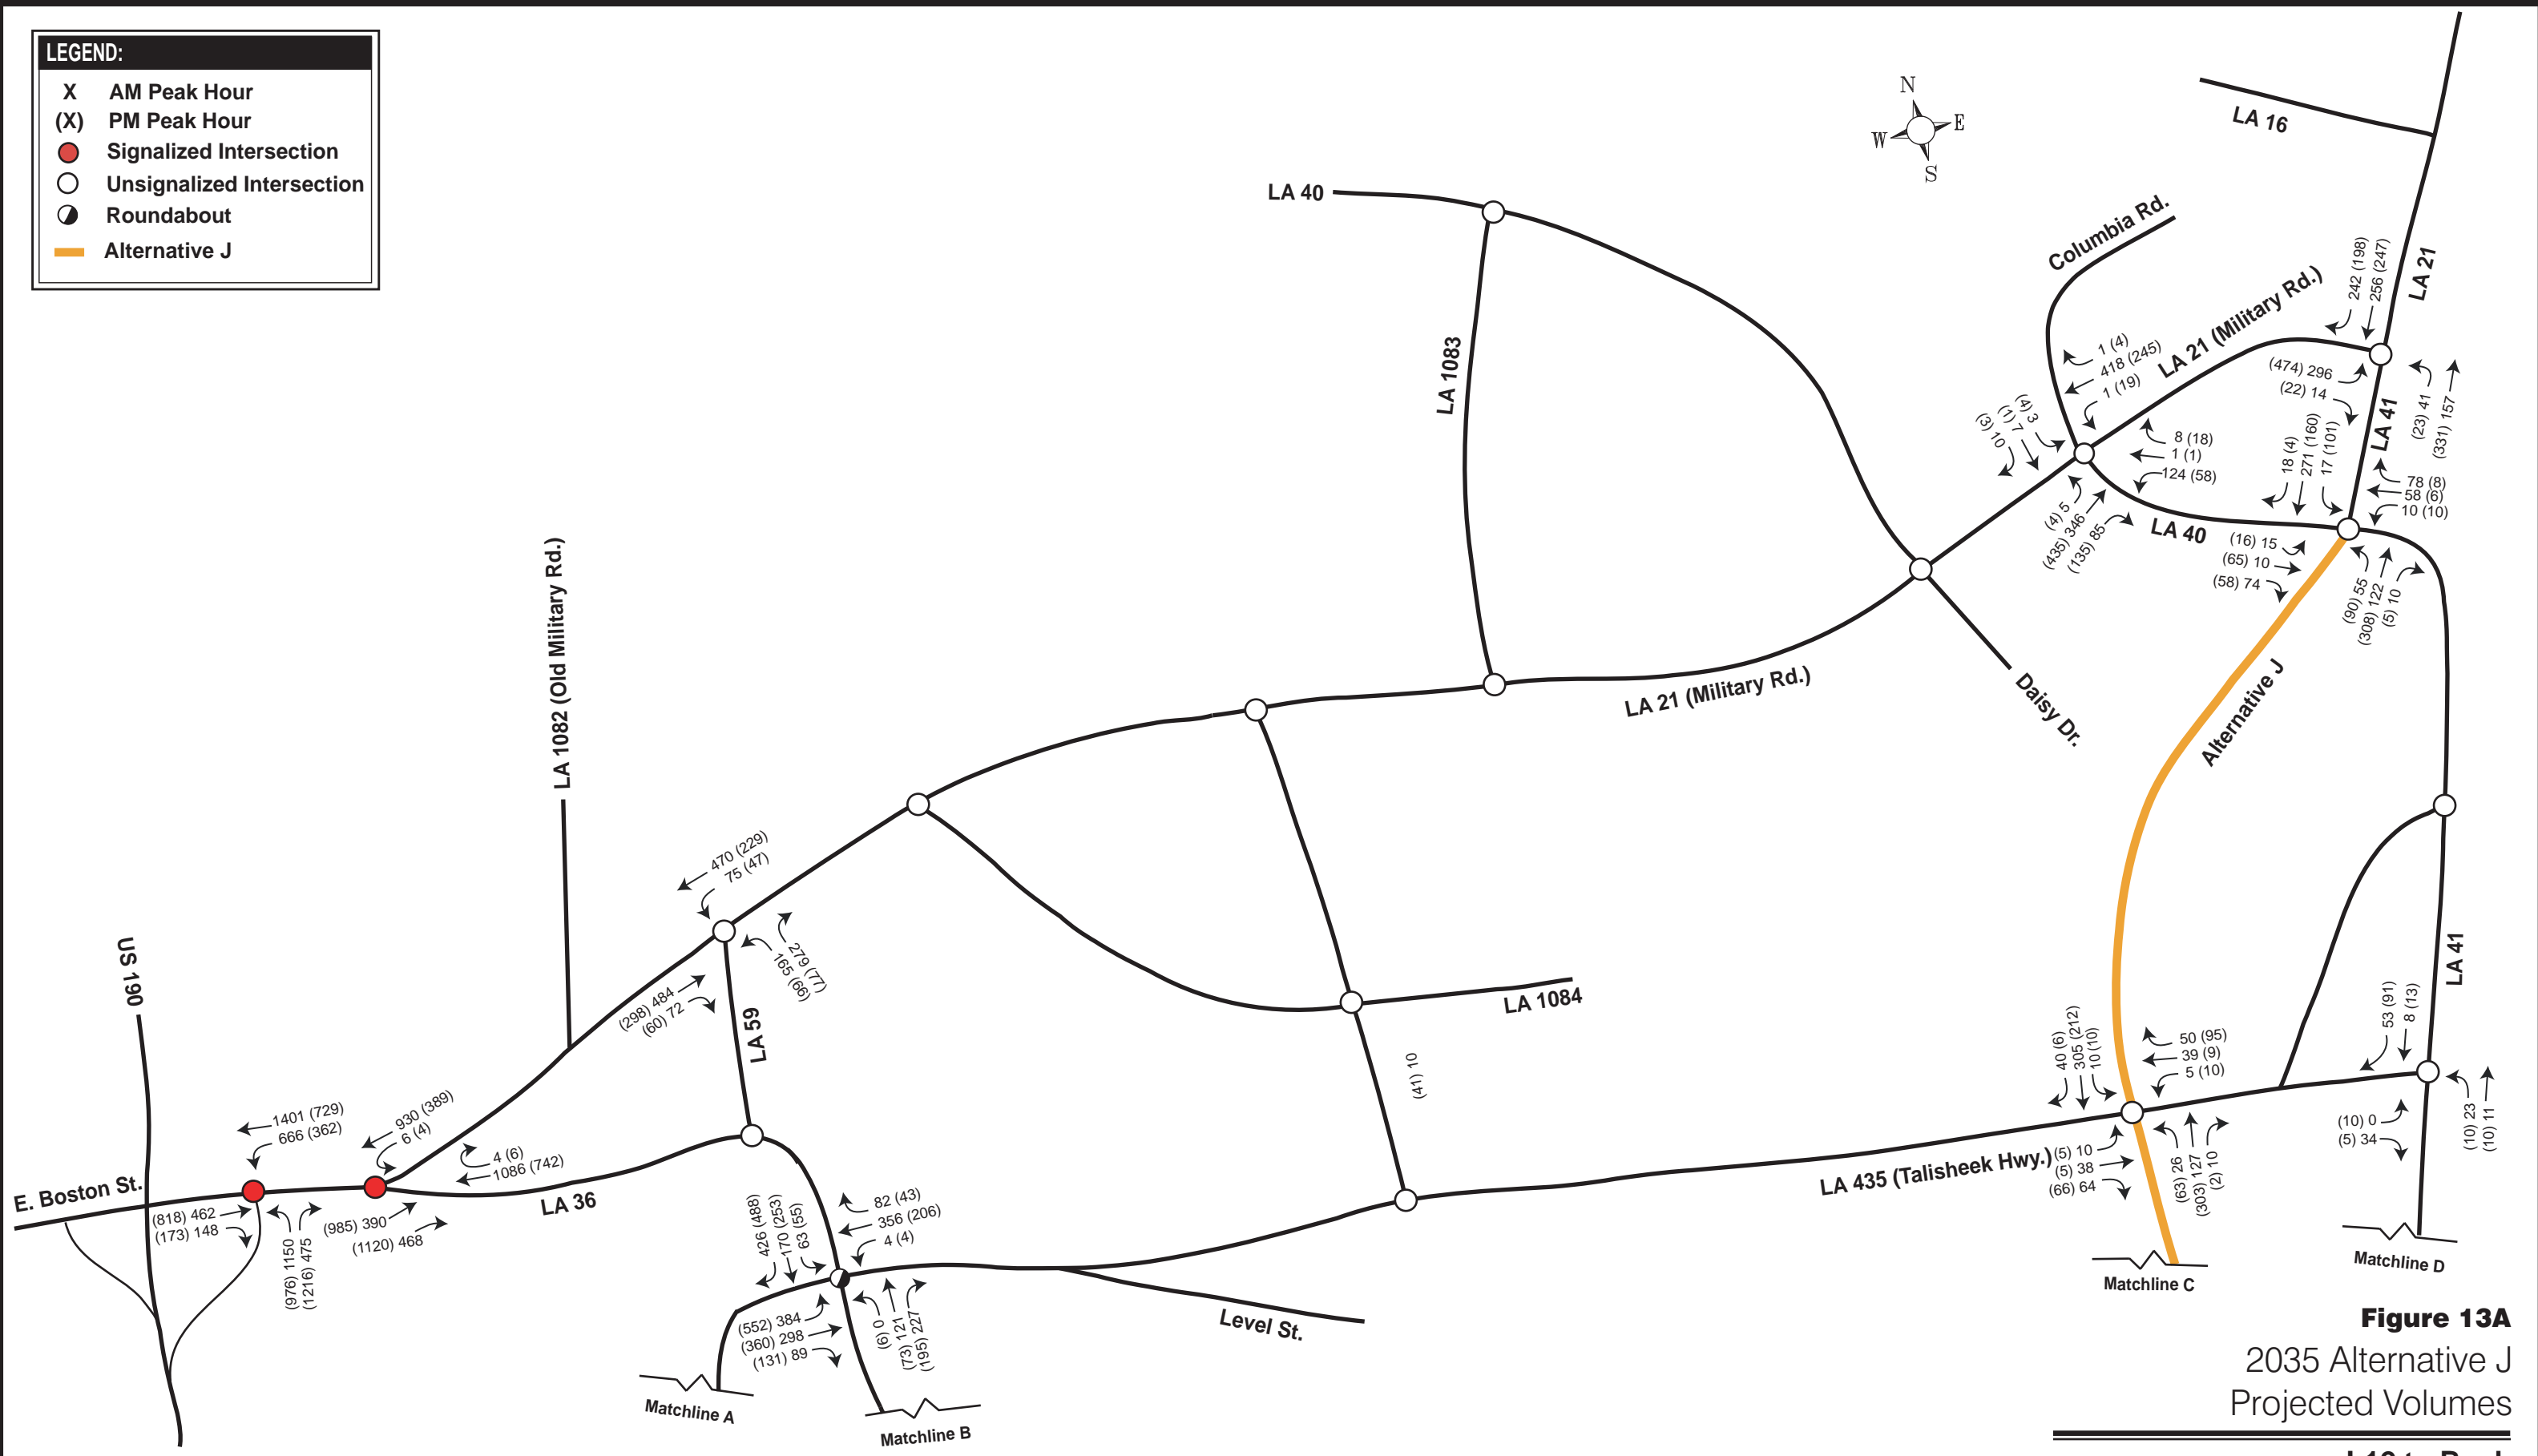 LEGEND:
X AM Peak Hour
(X) PM Peak Hour
Signalized Intersection
Unsignalized Intersection
Roundabout
Alternative J
N
W
E
S
LA 16
LA 40
Columbia Rd.
LA 21
LA 21 (Military Rd.)
LA 1083
242 (198)
256 (247)
1 (4)
418 (245)
1 (19)
(474) 296
(22) 14
(23) 41
(331) 157
LA 41
(4) 3
(1) 7
(3) 10
8 (18)
1 (1)
124 (58)
18 (4)
271 (160)
17 (101)
78 (8)
58 (6)
10 (10)
(4) 5
(435) 346
(135) 85
LA 40
(16) 15
(65) 10
(58) 74
(90) 55
(308) 122
(5) 10
LA 1082 (Old Military Rd.)
LA 21 (Military Rd.)
Daisy Dr.
Alternative J
470 (229)
75 (47)
279 (77)
165 (66)
(298) 484
(60) 72
LA 59
US 190
LA 1084
LA 41
(41) 10
53 (91)
8 (13)
40 (6)
305 (212)
10 (10)
50 (95)
39 (9)
5 (10)
(10) 0
(5) 34
(10) 23
(10) 11
1401 (729)
666 (362)
930 (389)
6 (4)
4 (6)
1086 (742)
E. Boston St.
(818) 462
(173) 148
(976) 1150
(1216) 475
(985) 390
(1120) 468
LA 36
426 (488)
170 (253)
63 (55)
82 (43)
356 (206)
4 (4)
LA 435 (Talisheek Hwy.)
(5) 10
(5) 38
(66) 64
(63) 26
(303) 127
(2) 10
(552) 384
(360) 298
(131) 89
(73) 121
(195) 227
Level St.
Matchline A
Matchline B
Matchline C
Matchline D
Figure 13A
2035 Alternative J
Projected Volumes